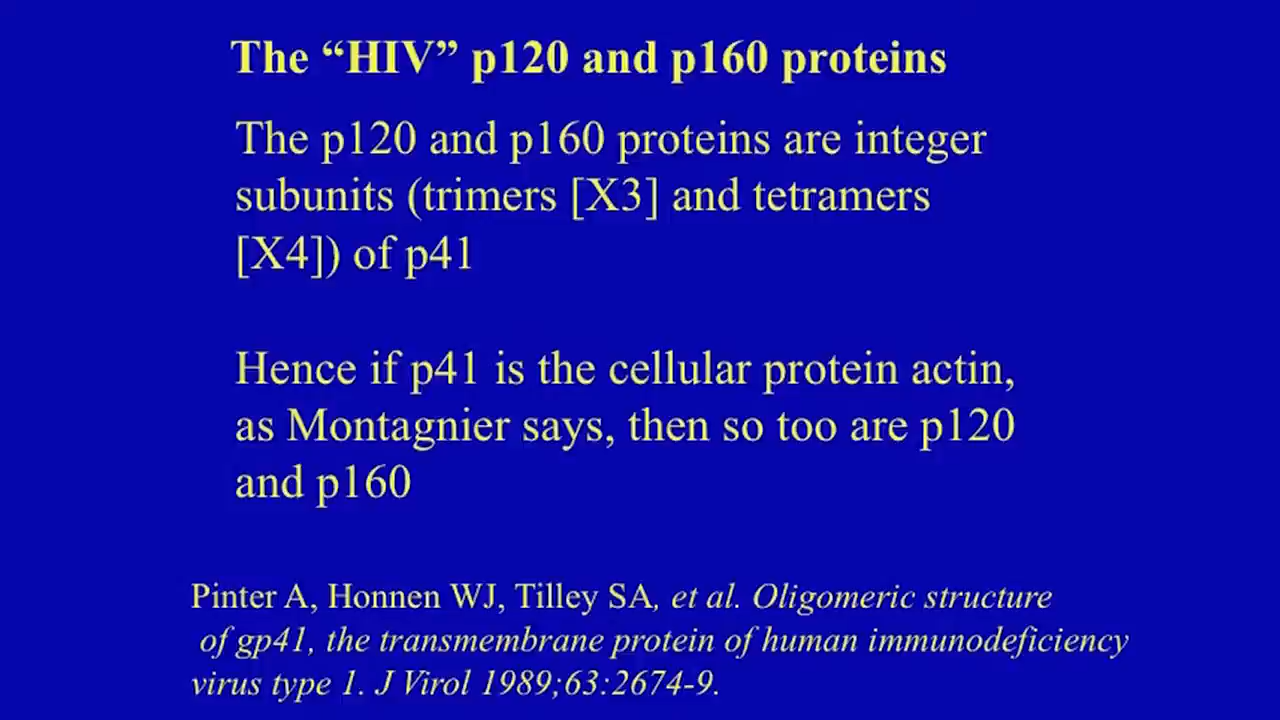 The “HIV” p120 and p160 proteins
The p120 and p160 proteins are integer
subunits (trimers [X3] and tetramers
[X4]) of p41
Hence if p41 is the cellular protein actin,
as Montagnier says, then so too are p120
and p160
Pinter A, Honnen WJ, Tilley SA, et al. Oligomeric structure
of gp41, the transmembrane protein of human immunodeficiency
virus type 1. J Virol 1989;63:2674-9.